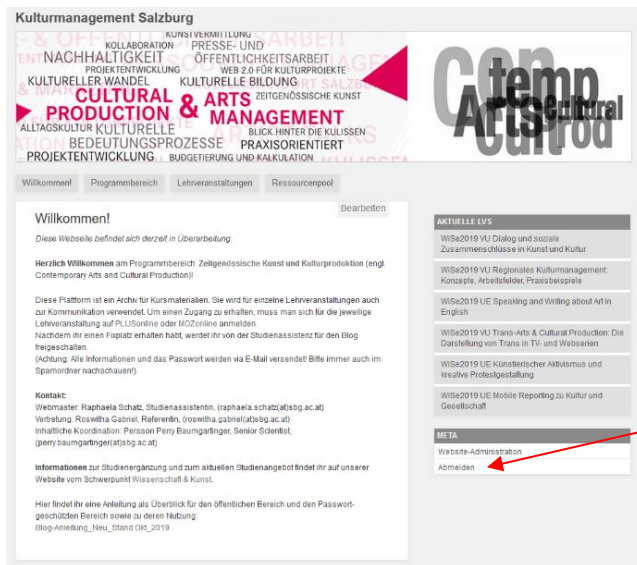 Kulturmanagement Salzburg
KUNSTVERMITTLUNG
KOLLABORATION PRESSE- UND
NACHHALTIGKEIT ÖFFENTLICHKEITSARBEIT
PROJEKTENTWICKLUNG WEB 2.0 FÜR KULTURPROJEKTE
KULTURELLER WANDEL KULTURELLE BILDUNG
CULTURAL & ARTS ZEITGENÖSSISCHE KUNST
PRODUCTION MANAGEMENT
ALLTAGSKULTUR KULTURELLE BLICK HINTER DIE KULISSEN
BEDEUTUNGSPROZESSE PRAXISORIENTIERT
PROJEKTENTWICKLUNG BUDGETIERUNG UND KALKULATION
con
temp
Arts cultural
Cult prod
Willkommen! Programmbereich Lehrveranstaltungen Ressourcenpool
Bearbeiten
Willkommen!
Diese Webseite befindet sich derzeit in Überarbeitung.
Herzlich Willkommen am Programmbereich Zeitgenössische Kunst und Kulturproduktion (engl.
Contemporary Arts and Cultural Production)!
Diese Plattform ist ein Archiv für Kursmaterialien. Sie wird für einzelne Lehrveranstaltungen auch
zur Kommunikation verwendet. Um einen Zugang zu erhalten, muss man sich für die jeweilige
Lehrveranstaltung auf PLUSonline oder MOZonline anmelden.
Nachdem ihr einen Fixplatz erhalten habt, werdet ihr von der Studienassistenz für den Blog
freigeschalten.
(Achtung: Alle Informationen und das Passwort werden via E-Mail versendet! Bitte immer auch im
Spamordner nachschauen!)
Kontakt:
Webmaster: Raphaela Schatz, Studienassistentin, (raphaela.schatz(at)sbg.ac.at)
Vertretung: Roswitha Gabriel, Referentin, (roswitha.gabriel(at)sbg.ac.at)
Inhaltliche Koordination: Persson Perry Baumgartinger, Senior Scientist,
(perry.baumgartinger(at)sbg.ac.at)
Informationen zur Studienergänzung und zum aktuellen Studienangebot findet ihr auf unserer
Website vom Schwerpunkt Wissenschaft & Kunst.
Hier findet ihr eine Anleitung als Überblick für den öffentlichen Bereich und den Passwort-
geschützten Bereich sowie zu deren Nutzung:
Blog-Anleitung_Neu_Stand Okt_2019
AKTUELLE LVS
WiSe2019 VU Dialog und soziale
Zusammenschlüsse in Kunst und Kultur
WiSe2019 VU Regionales Kulturmanagement:
Konzepte, Arbeitsfelder, Praxisbeispiele
WiSe2019 UE Speaking and Writing about Art in
English
WiSe2019 VU Trans-Arts & Cultural Production: Die
Darstellung von Trans in TV- und Webserien
WiSe2019 UE Künstlerischer Aktivismus und
kreative Protestgestaltung
WiSe2019 UE Mobile Reporting zu Kultur und
Gesellschaft
META
Website-Administration
Abmelden